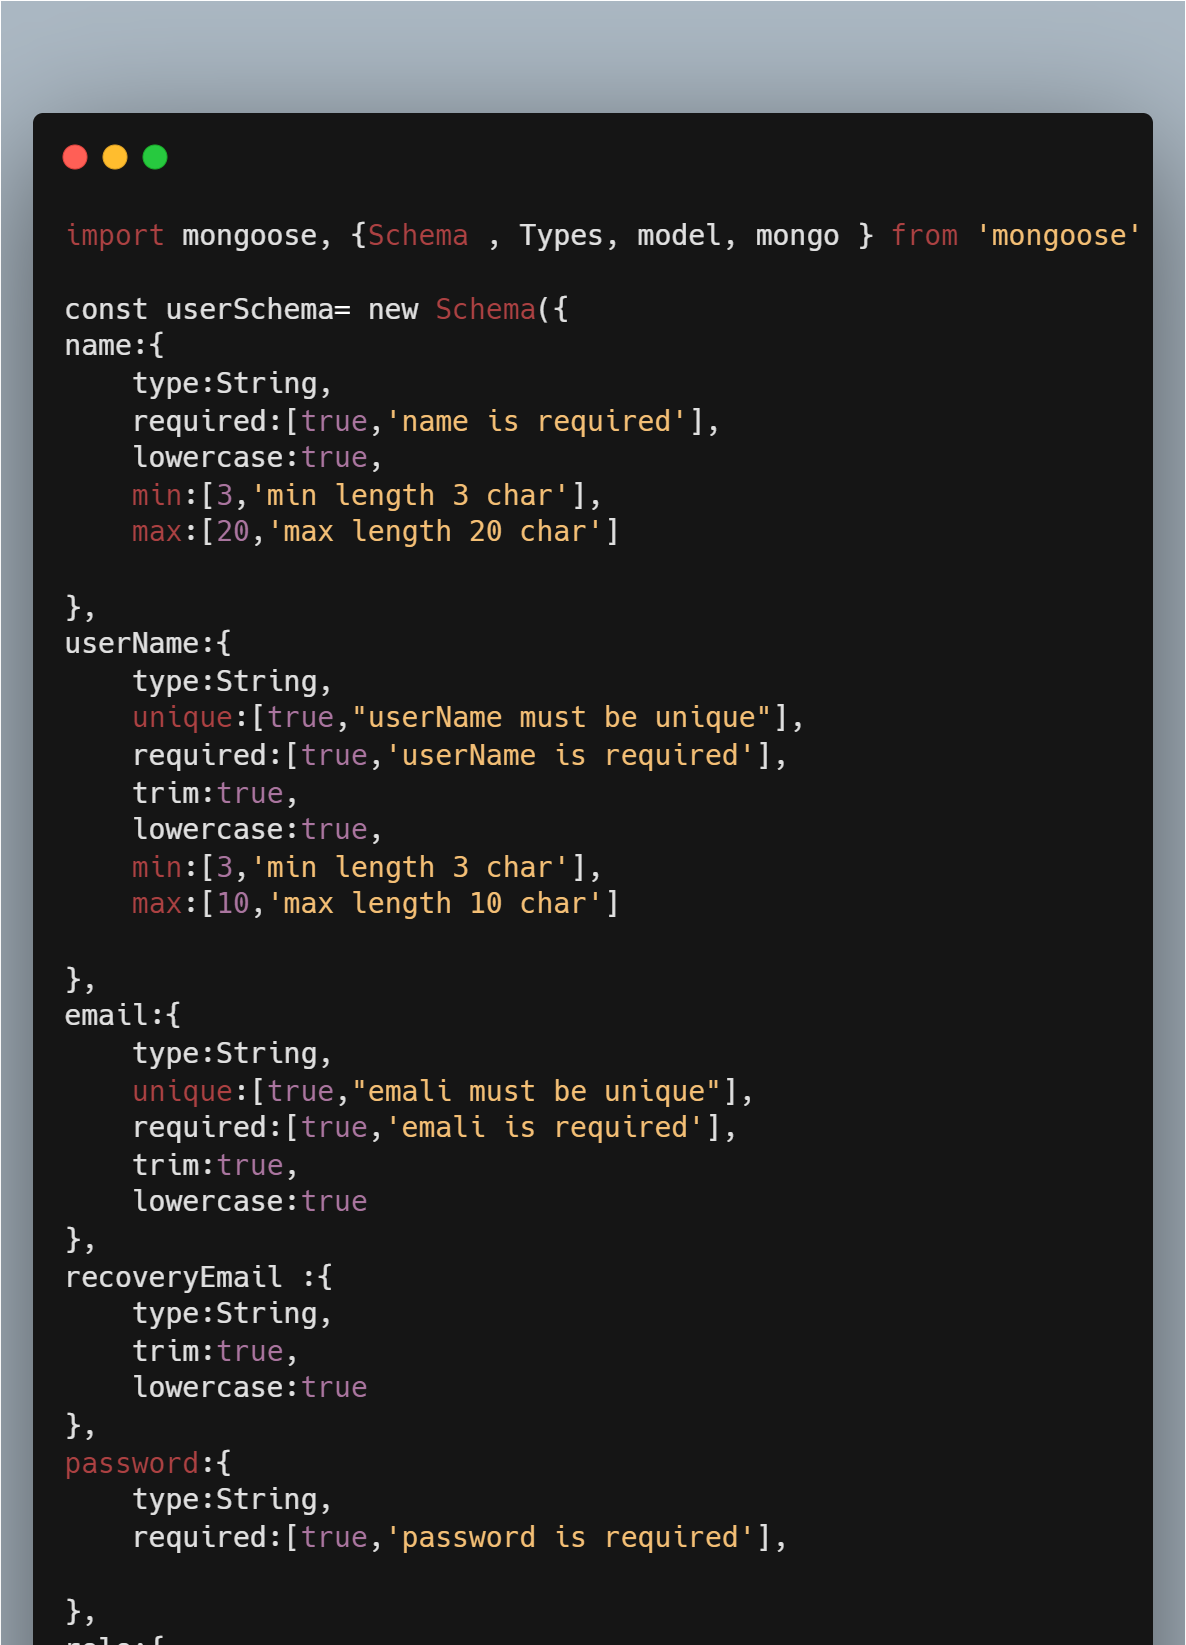 import mongoose, {Schema , Types, model, mongo } from 'mongoose'
const userSchema= new Schema({
name:{
    type:String,
    required:[true,'name is required'],
    lowercase:true,
    min:[3,'min length 3 char'],
    max:[20,'max length 20 char']
},
userName:{
    type:String,
    unique:[true,"userName must be unique"],
    required:[true,'userName is required'],
    trim:true,
    lowercase:true,
    min:[3,'min length 3 char'],
    max:[10,'max length 10 char']
},
email:{
    type:String,
    unique:[true,"emali must be unique"],
    required:[true,'emali is required'],
    trim:true,
    lowercase:true
},
recoveryEmail :{
    type:String,
    trim:true,
    lowercase:true
},
password:{
    type:String,
    required:[true,'password is required'],
},